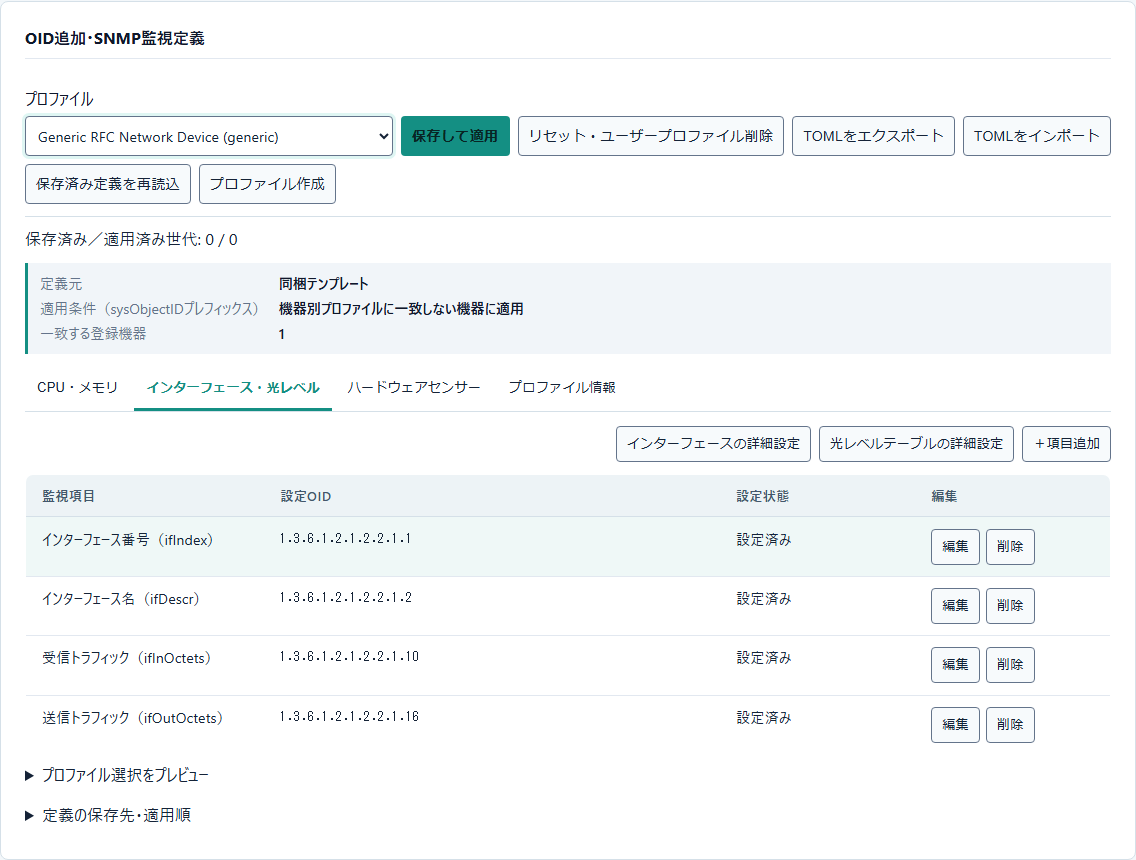 OID追加・SNMP監視定義
プロファイル
Generic RFC Network Device (generic) 保存して適用 リセット・ユーザープロファイル削除 TOMLをエクスポート TOMLをインポート
保存済み定義を再読込 プロファイル作成
保存済み／適用済み世代: 0 / 0
定義元 同梱テンプレート
適用条件（sysObjectIDプレフィックス） 機器別プロファイルに一致しない機器に適用
一致する登録機器 1
CPU・メモリ インターフェース・光レベル ハードウェアセンサー プロファイル情報
インターフェースの詳細設定 光レベルテーブルの詳細設定 ＋項目追加
監視項目 設定OID 設定状態 編集
インターフェース番号（ifIndex） 1.3.6.1.2.1.2.2.1.1 設定済み 編集 削除
インターフェース名（ifDescr） 1.3.6.1.2.1.2.2.1.2 設定済み 編集 削除
受信トラフィック（ifInOctets） 1.3.6.1.2.1.2.2.1.10 設定済み 編集 削除
送信トラフィック（ifOutOctets） 1.3.6.1.2.1.2.2.1.16 設定済み 編集 削除
▶ プロファイル選択をプレビュー
▶ 定義の保存先・適用順